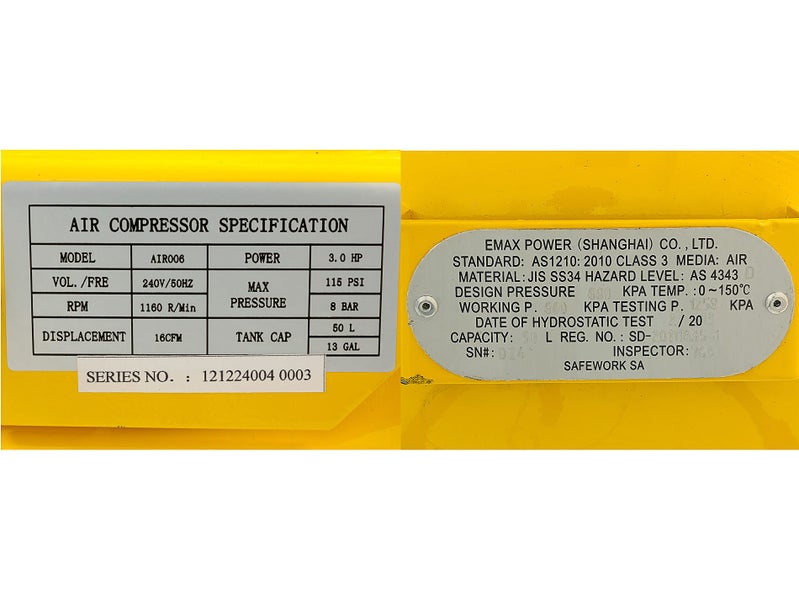 AIR COMPRESSOR SPECIFICATION
MODEL AIR006 POWER 3.0 HP
VOL./FRE 240V/50HZ MAX PRESSURE 115 PSI
RPM 1160 R/Min 8 BAR
DISPLACEMENT 16CFM TANK CAP 50 L
13 GAL
SERIES NO. : 121224004 0003
EMAX POWER (SHANGHAI) CO., LTD.
STANDARD: AS1210: 2010 CLASS 3 MEDIA: AIR
MATERIAL: JIS SS34 HAZARD LEVEL: AS 4343 D
DESIGN PRESSURE KPA TEMP. :0~150℃
WORKING P. KPA TESTING P. KPA
DATE OF HYDROSTATIC TEST / 20
CAPACITY: 50 L REG. NO.: SD-
SN#: INSPECTOR:
SAFEWORK SA